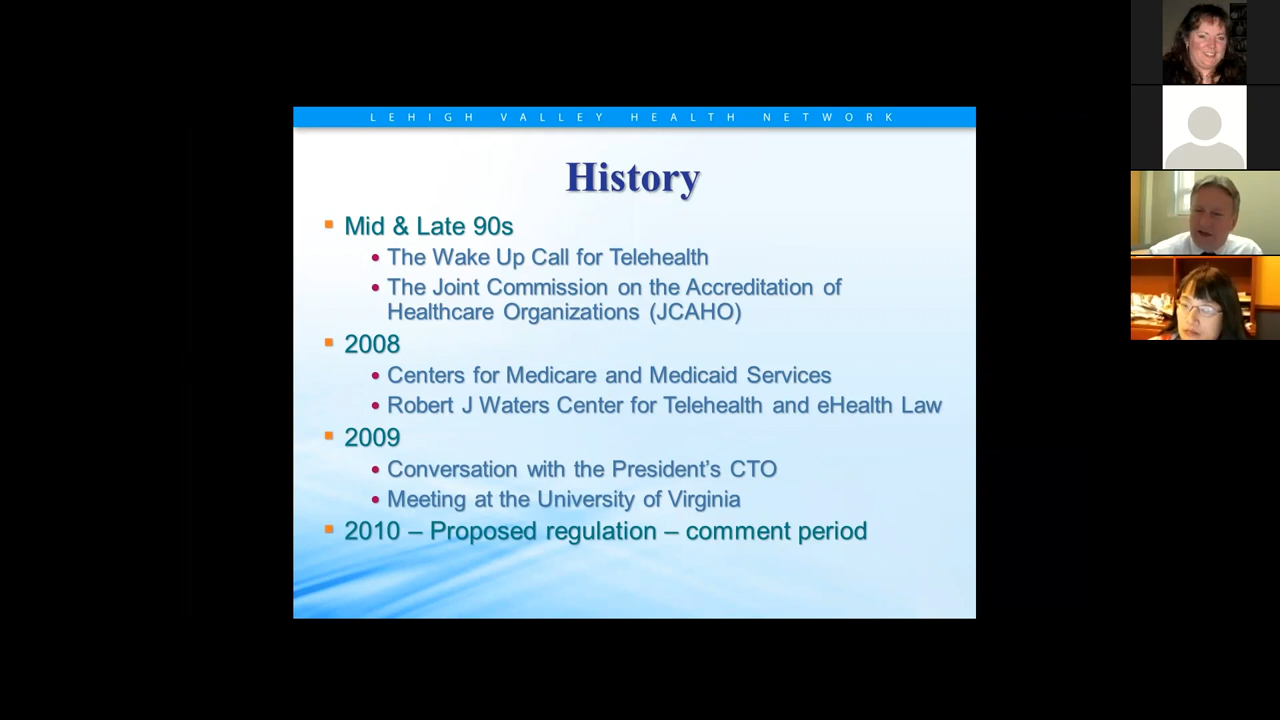 LEHIGH VALLEY HEALTH NETWORK
History
Mid & Late 90s
The Wake Up Call for Telehealth
The Joint Commission on the Accreditation of
Healthcare Organizations (JCAHO)
2008
Centers for Medicare and Medicaid Services
Robert J Waters Center for Telehealth and eHealth Law
2009
Conversation with the President’s CTO
Meeting at the University of Virginia
2010 – Proposed regulation – comment period